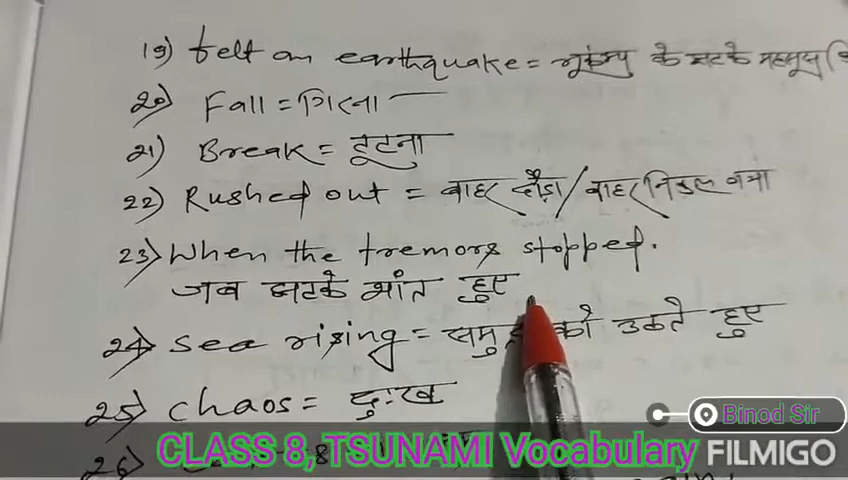 19) felt an earthquake = भूकंम्प के झटके महसूस
20) Fall = गिरना
21) Break = टूटना
22) Rushed out = बाहर दौड़ा/बाहर निकल गया
23) When the tremors stopped.
जब झटके शांत हुए
24) sea rising = को उठते हुए
25) chaos = दुःख
26)
Binod Sir
CLASS 8, TSUNAMI Vocabulary
FILMIGO